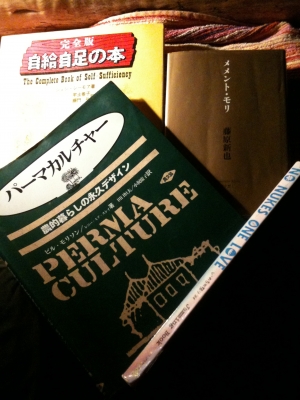 完全版
自給自足の本
The Complete Book of Self Sufficiency
メメント・モリ
藤原新也
パーマカルチャー
農的暮らしの永久デザイン
ビル・モリソン
PERMA
CULTURE
NO NUKES ONE LOVE